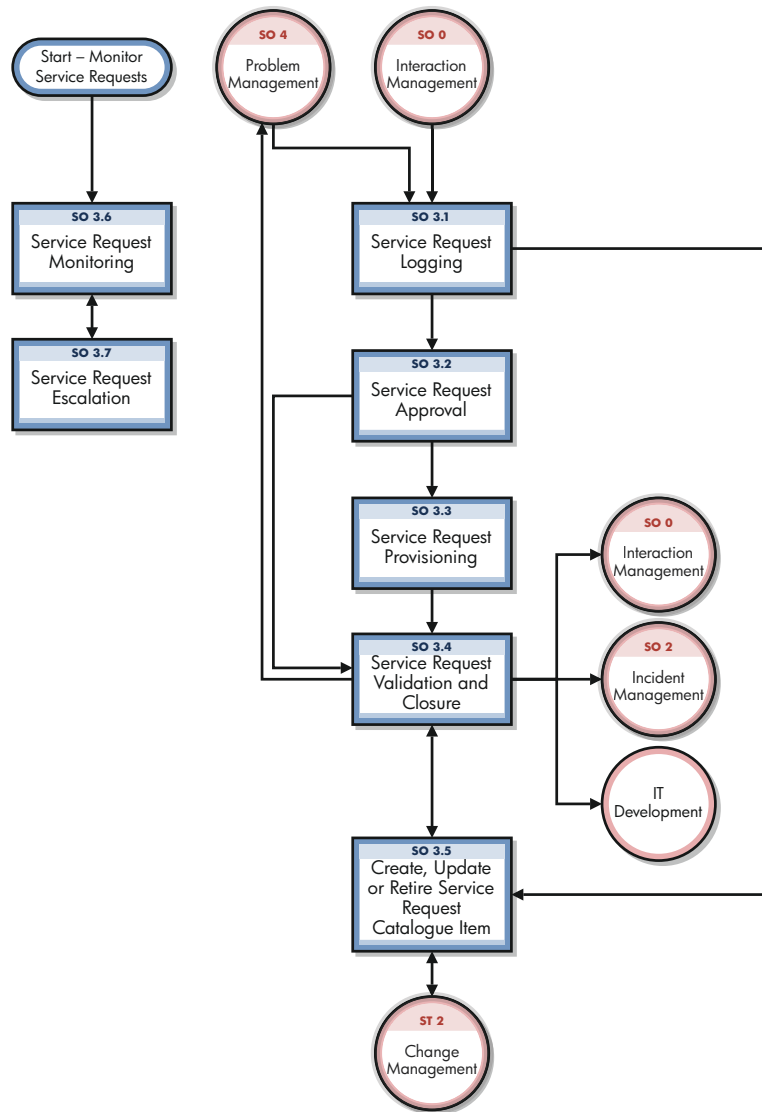 Start – Monitor
Service Requests
SO 4
Problem
Management
SO 0
Interaction
Management
SO 3.6
Service Request
Monitoring
SO 3.1
Service Request
Logging
SO 3.7
Service Request
Escalation
SO 3.2
Service Request
Approval
SO 3.3
Service Request
Provisioning
SO 0
Interaction
Management
SO 3.4
Service Request
Validation and
Closure
SO 2
Incident
Management
IT
Development
SO 3.5
Create, Update
or Retire Service
Request
Catalogue Item
ST 2
Change
Management